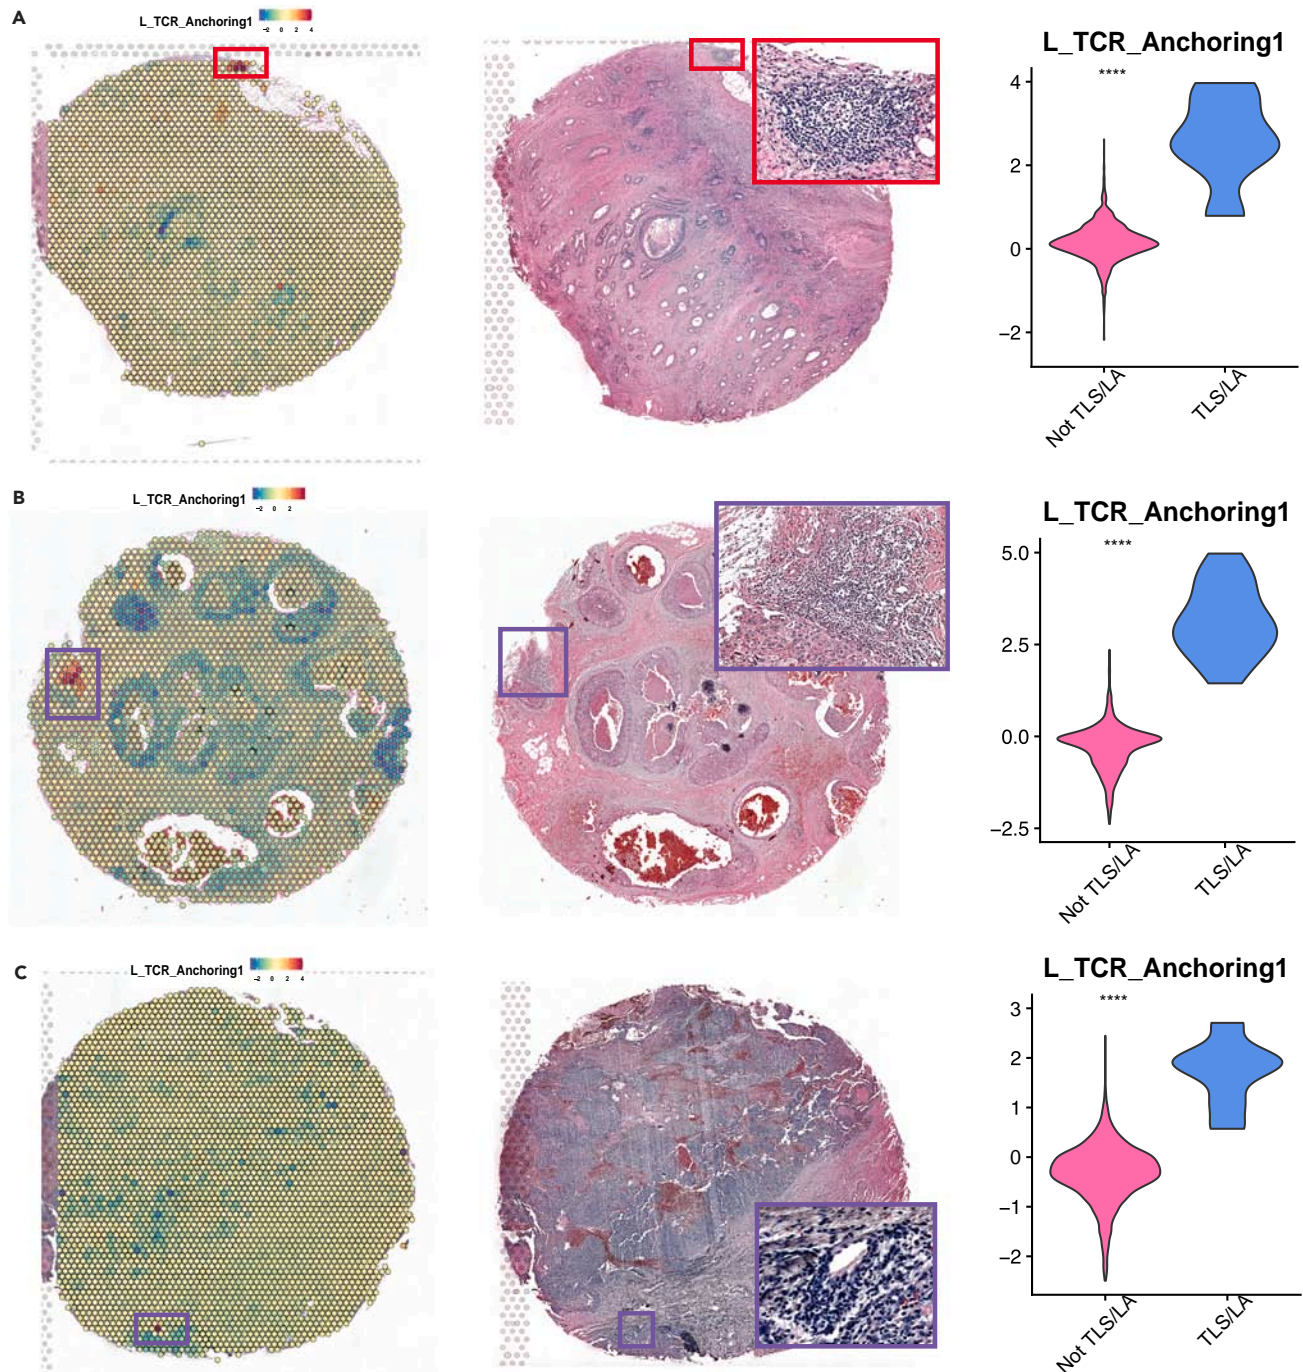 A
L_TCR_Anchoring1
−2 0 2 4
L_TCR_Anchoring1
****
4
2
0
−2
Not TLS/LA
TLS/LA
B
L_TCR_Anchoring1
−2 0 2
L_TCR_Anchoring1
****
5.0
2.5
0.0
−2.5
Not TLS/LA
TLS/LA
C
L_TCR_Anchoring1
−2 0 2 4
L_TCR_Anchoring1
****
3
2
1
0
−1
−2
Not TLS/LA
TLS/LA